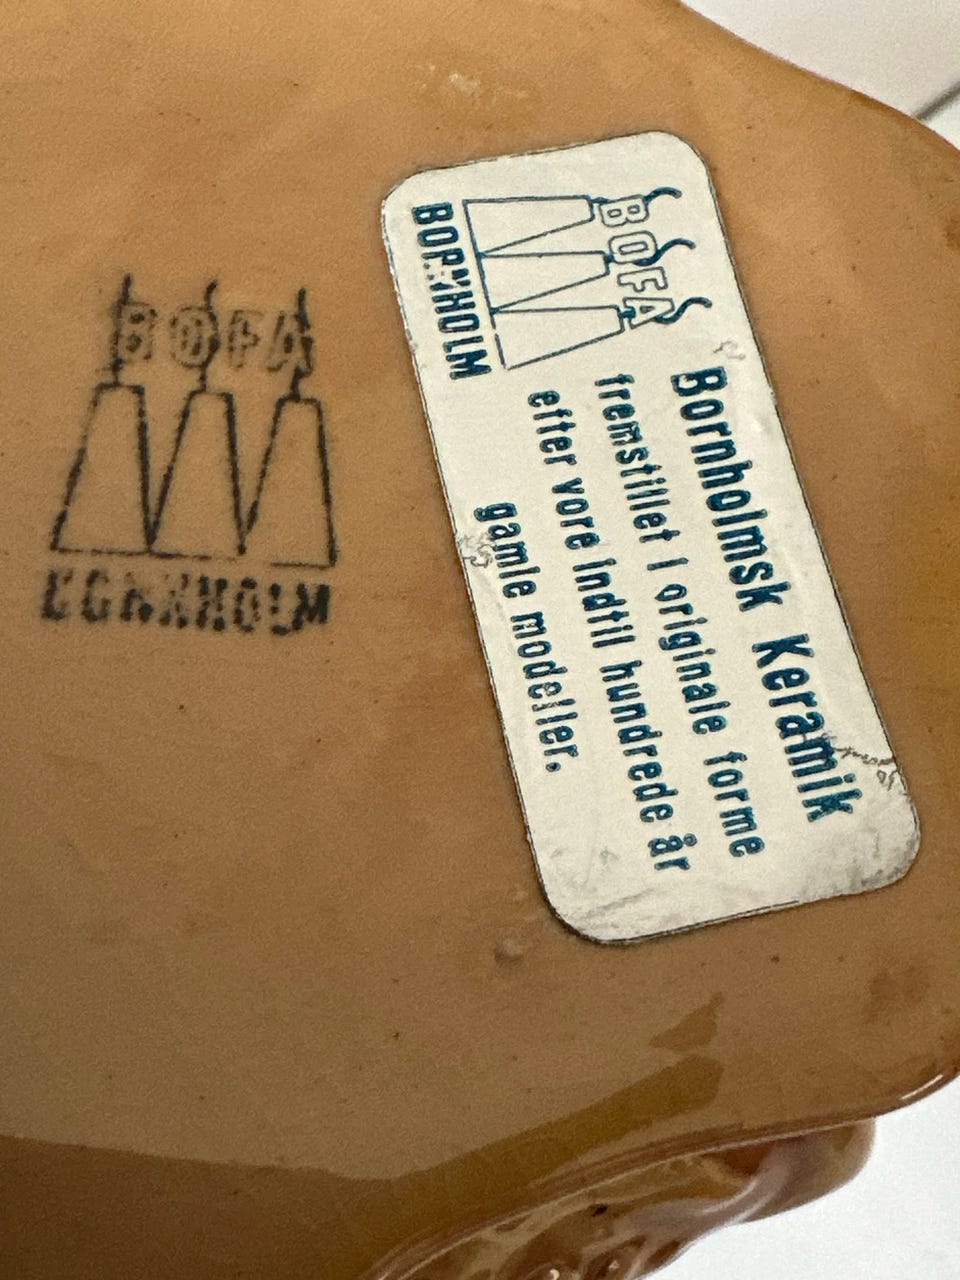 BOFA
BORNHOLM
BOFA
BORNHOLM
Bornholmsk Keramik
fremstillet i originale forme
efter vore indtil hundrede år
gamle modeller.